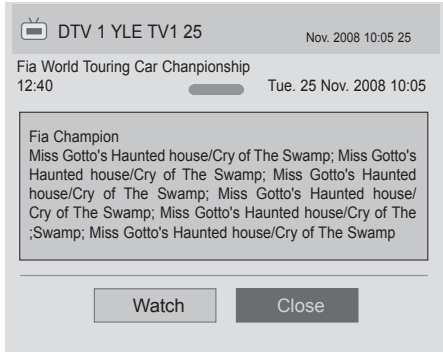 DTV 1 YLE TV1 25 Nov. 2008 10:05 25
Fia World Touring Car Chanpionship
12:40 Tue. 25 Nov. 2008 10:05
Fia Champion
Miss Gotto's Haunted house/Cry of The Swamp; Miss Gotto's
Haunted house/Cry of The Swamp; Miss Gotto's Haunted
house/Cry of The Swamp; Miss Gotto's Haunted house/
Cry of The Swamp; Miss Gotto's Haunted house/Cry of The
;Swamp; Miss Gotto's Haunted house/Cry of The Swamp
Watch Close